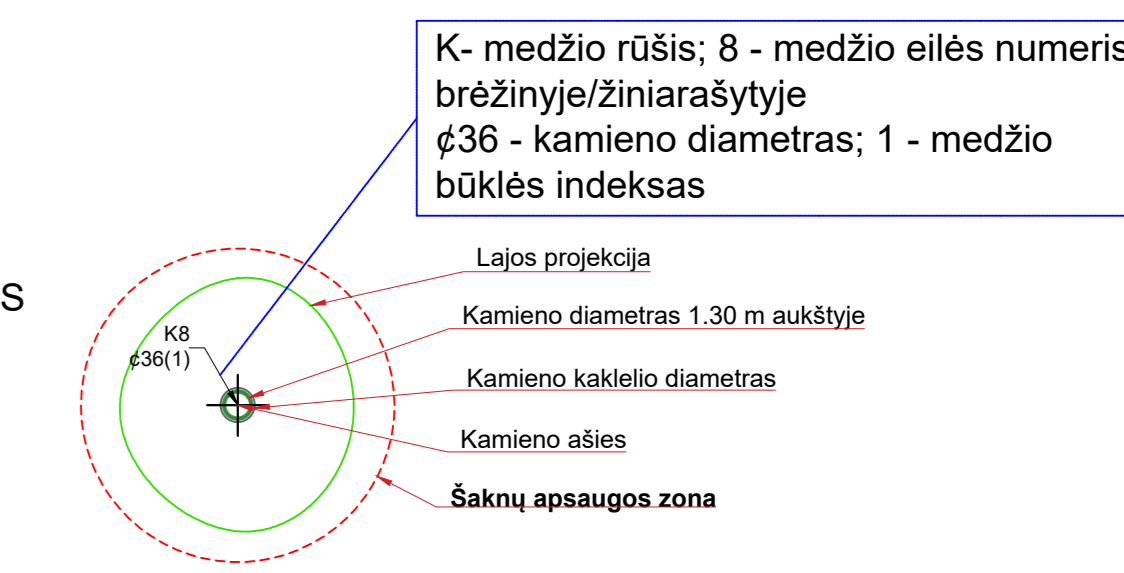 K- medžio rūšis; 8 - medžio eilės numeris
brėžinyje/žiniarašytyje
¢36 - kamieno diametras; 1 - medžio
būklės indeksas
Lajos projekcija
S
Kamieno diametras 1.30 m aukštyje
K8
¢36(1)
Kamieno kaklelio diametras
Kamieno ašies
Šaknų apsaugos zona